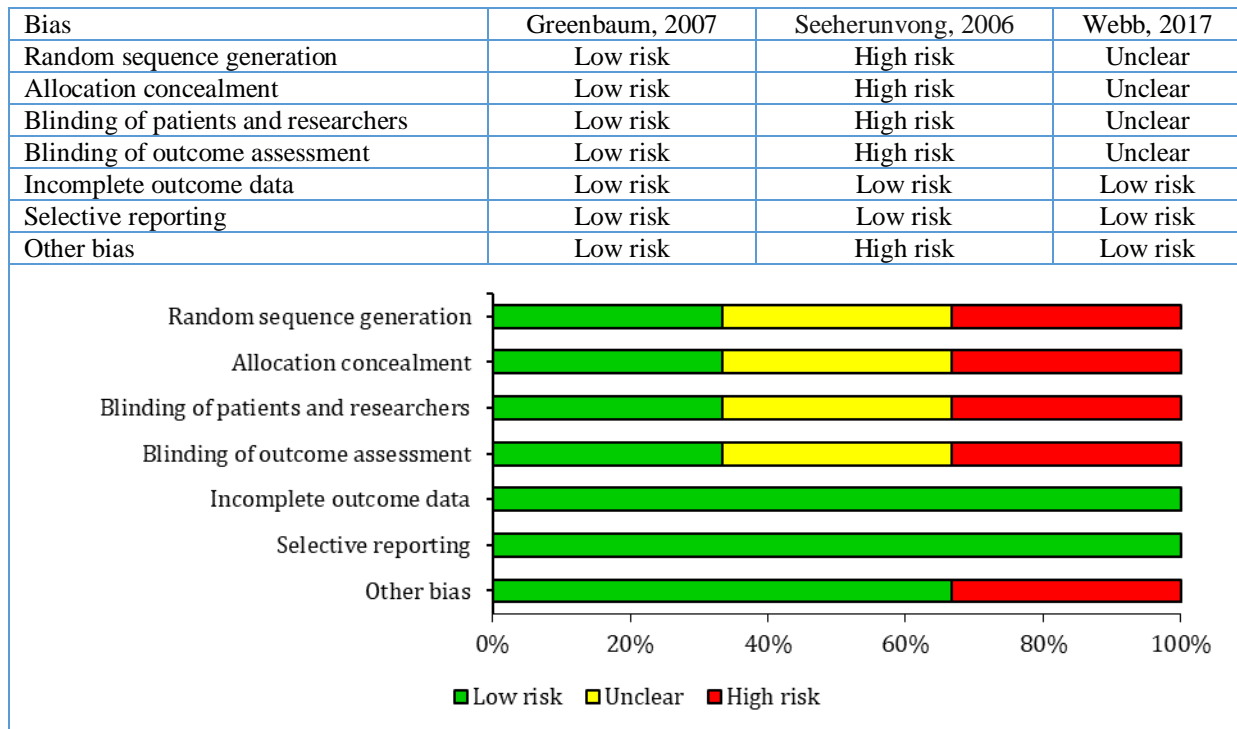 Bias Greenbaum, 2007 Seeherunvong, 2006 Webb, 2017
Random sequence generation Low risk High risk Unclear
Allocation concealment Low risk High risk Unclear
Blinding of patients and researchers Low risk High risk Unclear
Blinding of outcome assessment Low risk High risk Unclear
Incomplete outcome data Low risk Low risk Low risk
Selective reporting Low risk Low risk Low risk
Other bias Low risk High risk Low risk
Random sequence generation
Allocation concealment
Blinding of patients and researchers
Blinding of outcome assessment
Incomplete outcome data
Selective reporting
Other bias
0% 20% 40% 60% 80% 100%
Low risk Unclear High risk